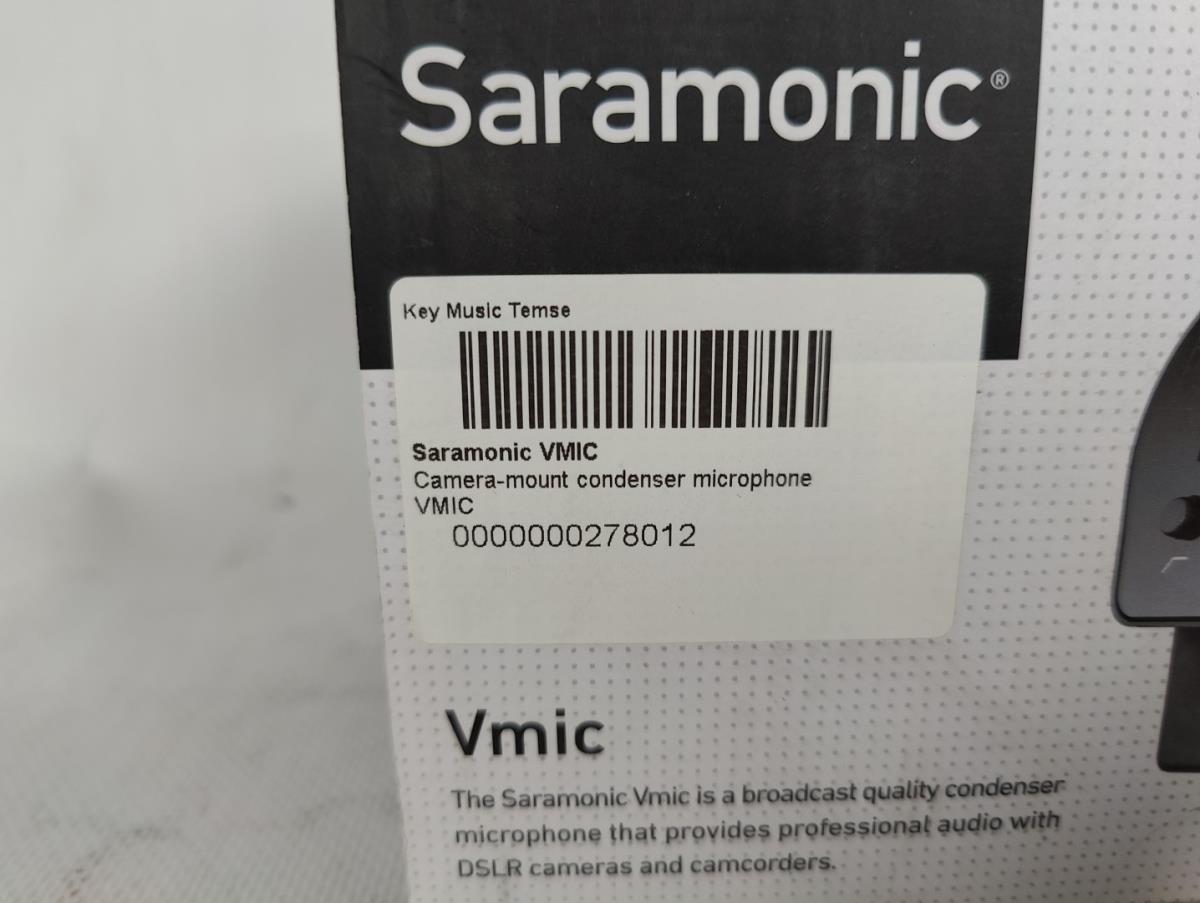 Saramonic®
Key Music Temse
Saramonic VMIC
Camera-mount condenser microphone
VMIC
0000000278012
Vmic
The Saramonic Vmic is a broadcast quality condenser
microphone that provides professional audio with
DSLR cameras and camcorders.